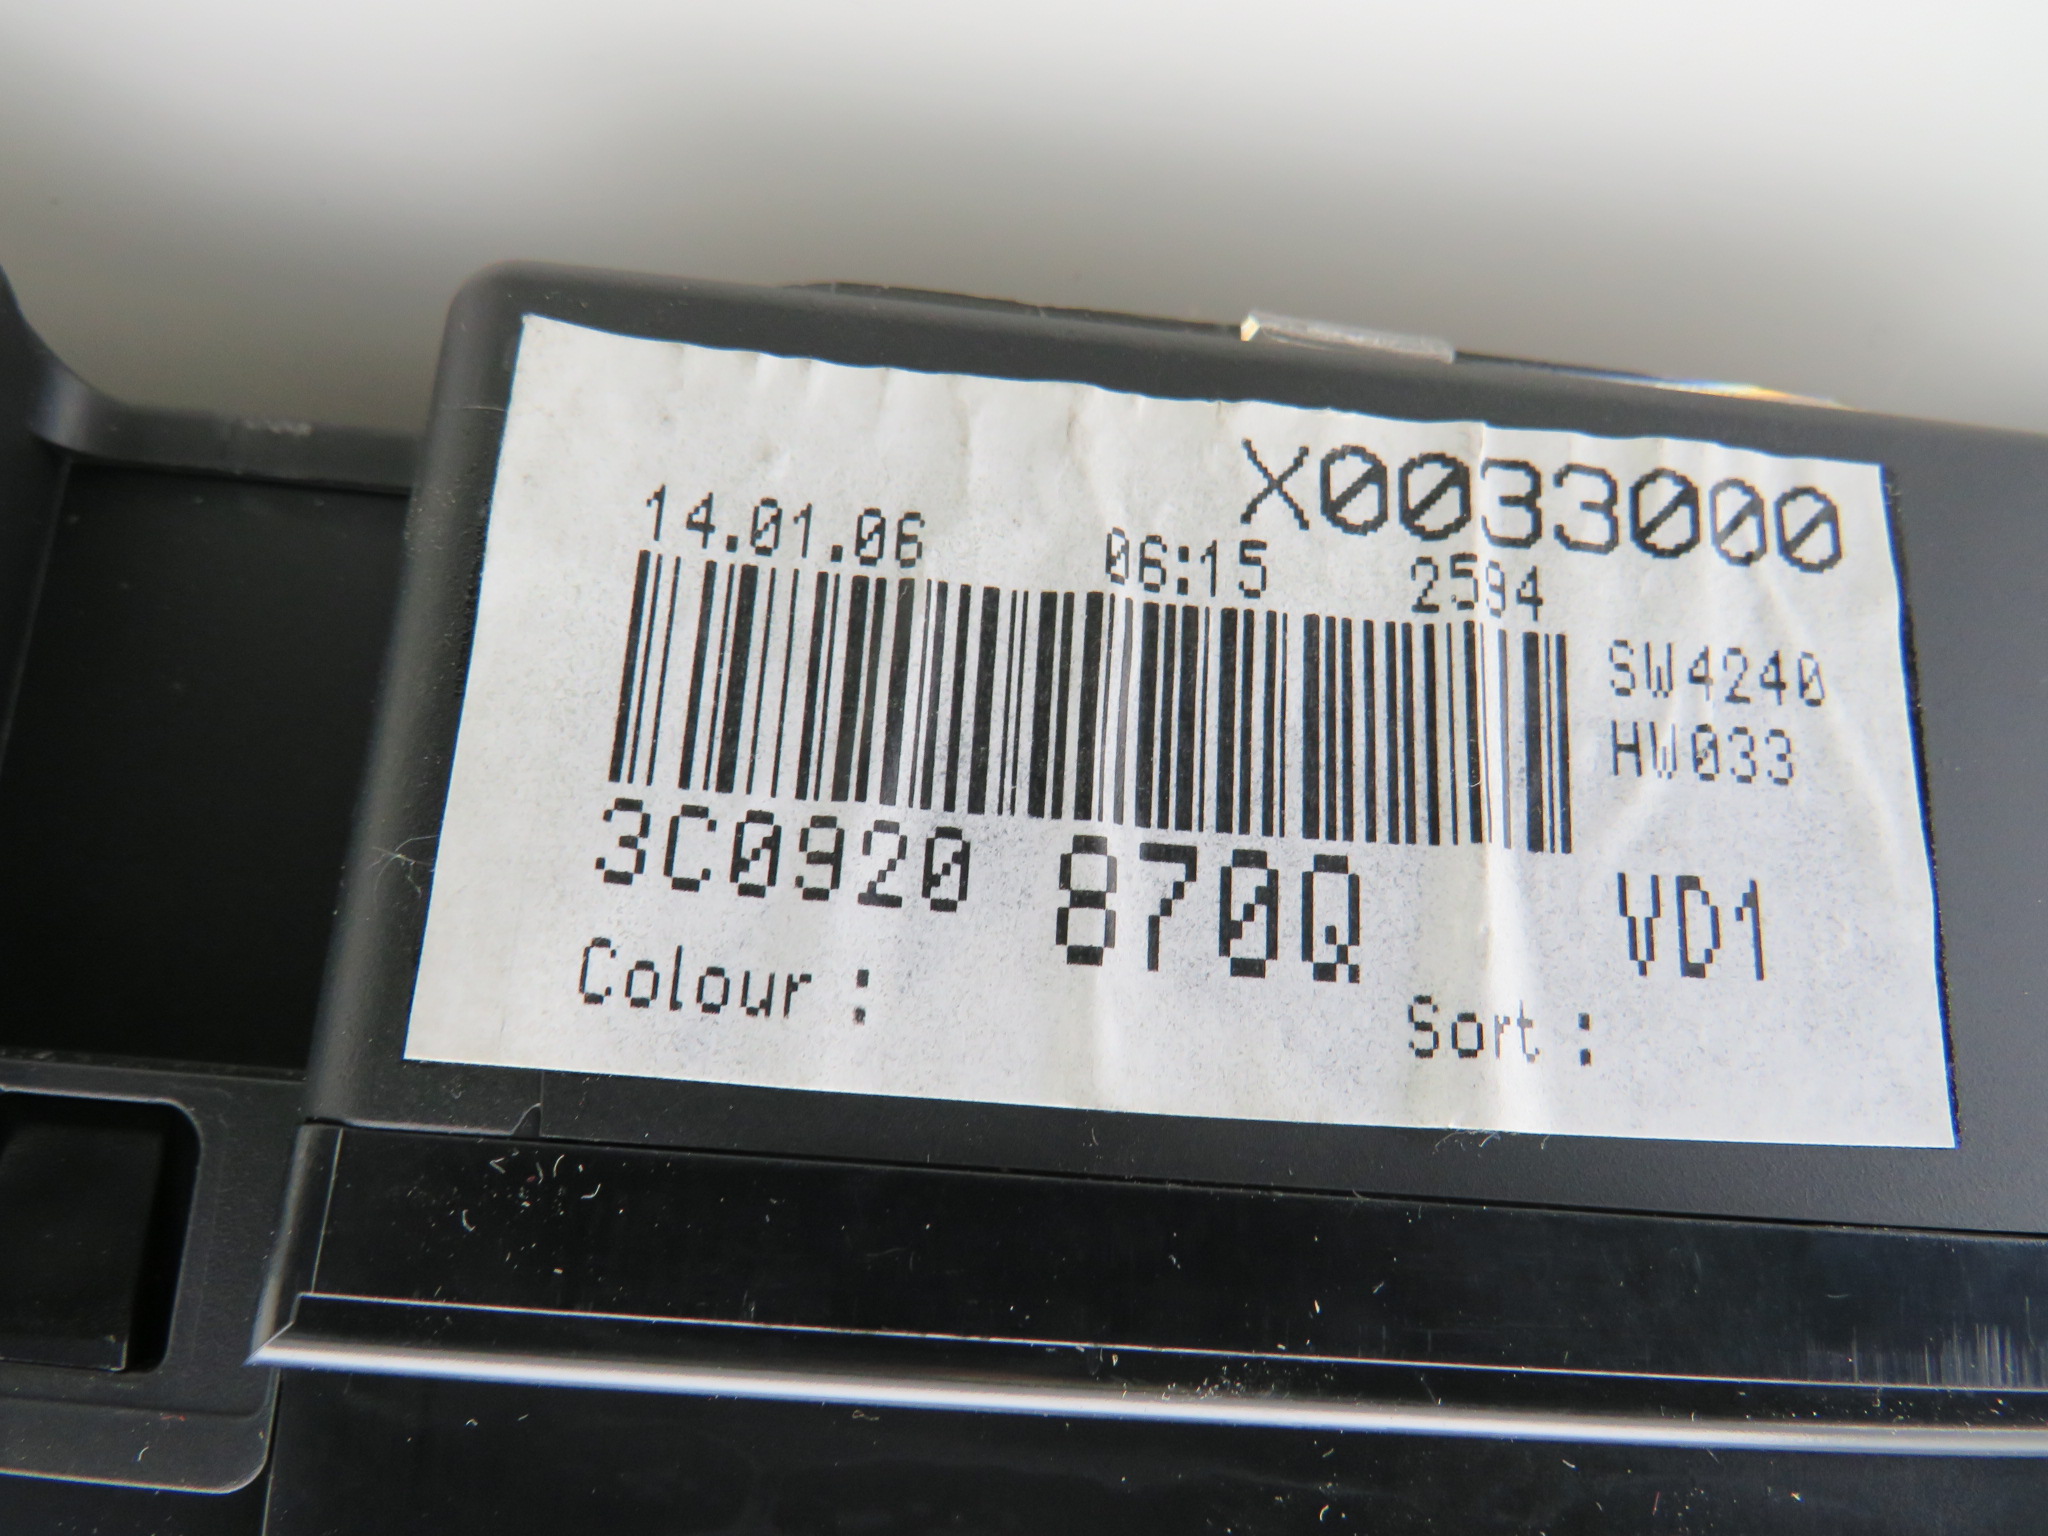 X0033000
14.01.06 06:15 2594
SW4240
HW033
3C0920 870Q VD1
Colour : Sort :